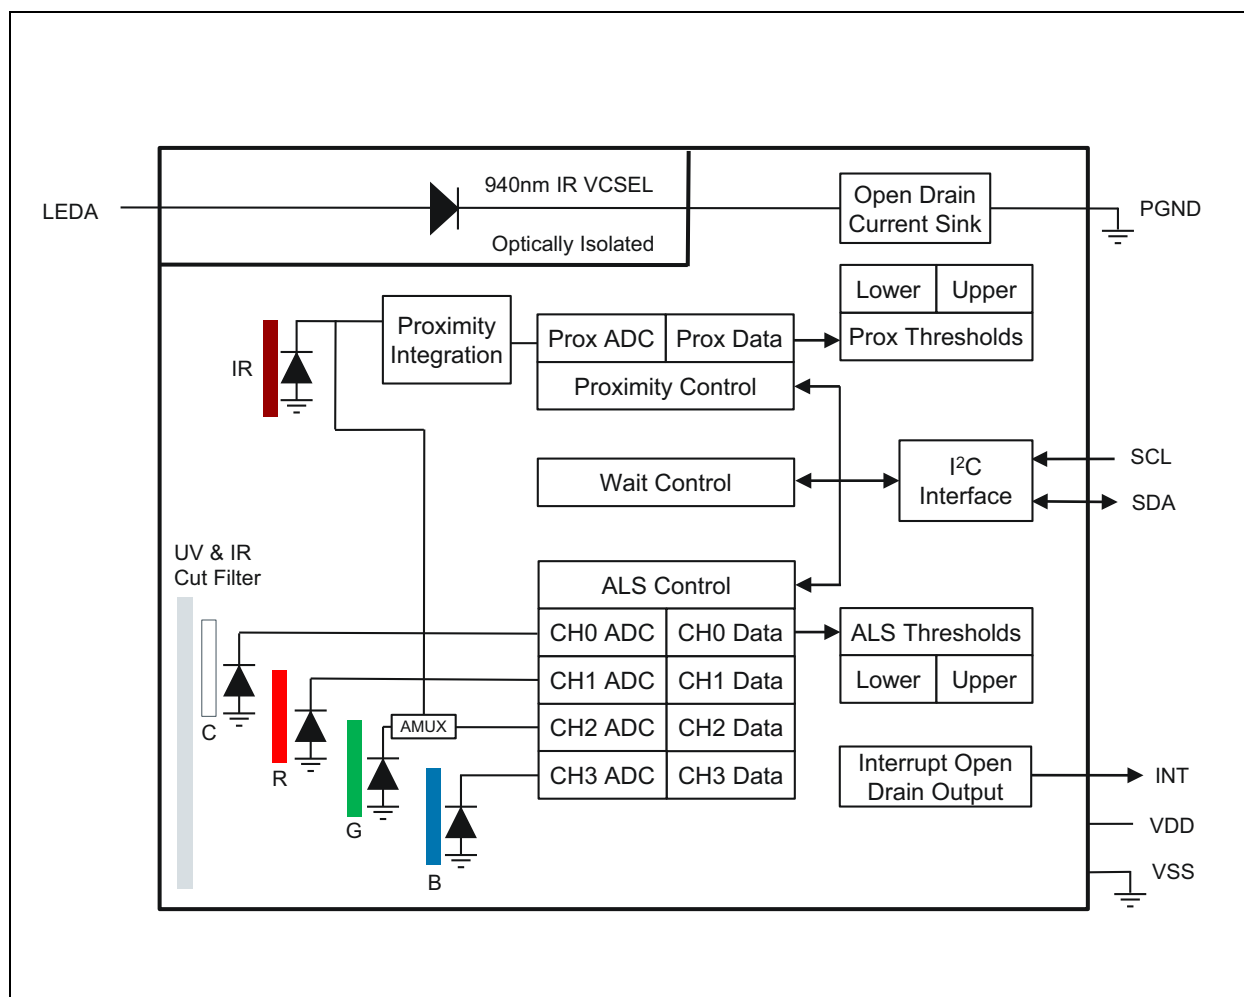 940nm IR VCSEL
LEDA
Optically Isolated
Open Drain
Current Sink
PGND
Lower Upper
Prox Thresholds
IR
Proximity
Integration
Prox ADC Prox Data
Proximity Control
Wait Control
I²C
Interface
SCL
SDA
UV & IR
Cut Filter
ALS Control
CH0 ADC CH0 Data
CH1 ADC CH1 Data
CH2 ADC CH2 Data
CH3 ADC CH3 Data
ALS Thresholds
Lower Upper
C
R
AMUX
G
B
Interrupt Open
Drain Output
INT
VDD
VSS